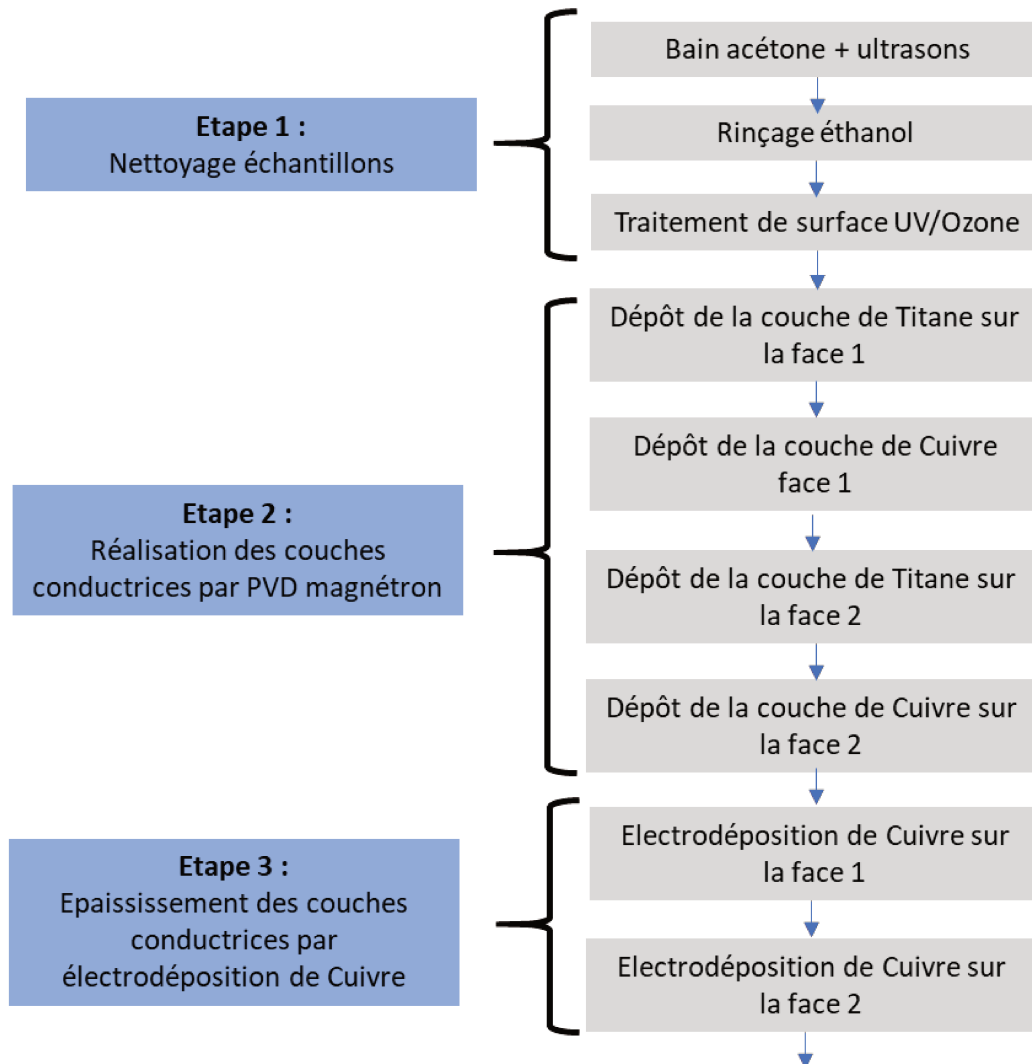 Etape 1 :
Nettoyage échantillons
Bain acétone + ultrasons
Rinçage éthanol
Traitement de surface UV/Ozone
Etape 2 :
Réalisation des couches
conductrices par PVD magnétron
Dépôt de la couche de Titane sur
la face 1
Dépôt de la couche de Cuivre
face 1
Dépôt de la couche de Titane sur
la face 2
Dépôt de la couche de Cuivre sur
la face 2
Etape 3 :
Epaississement des couches
conductrices par
électrodéposition de Cuivre
Electrodéposition de Cuivre sur
la face 1
Electrodéposition de Cuivre sur
la face 2